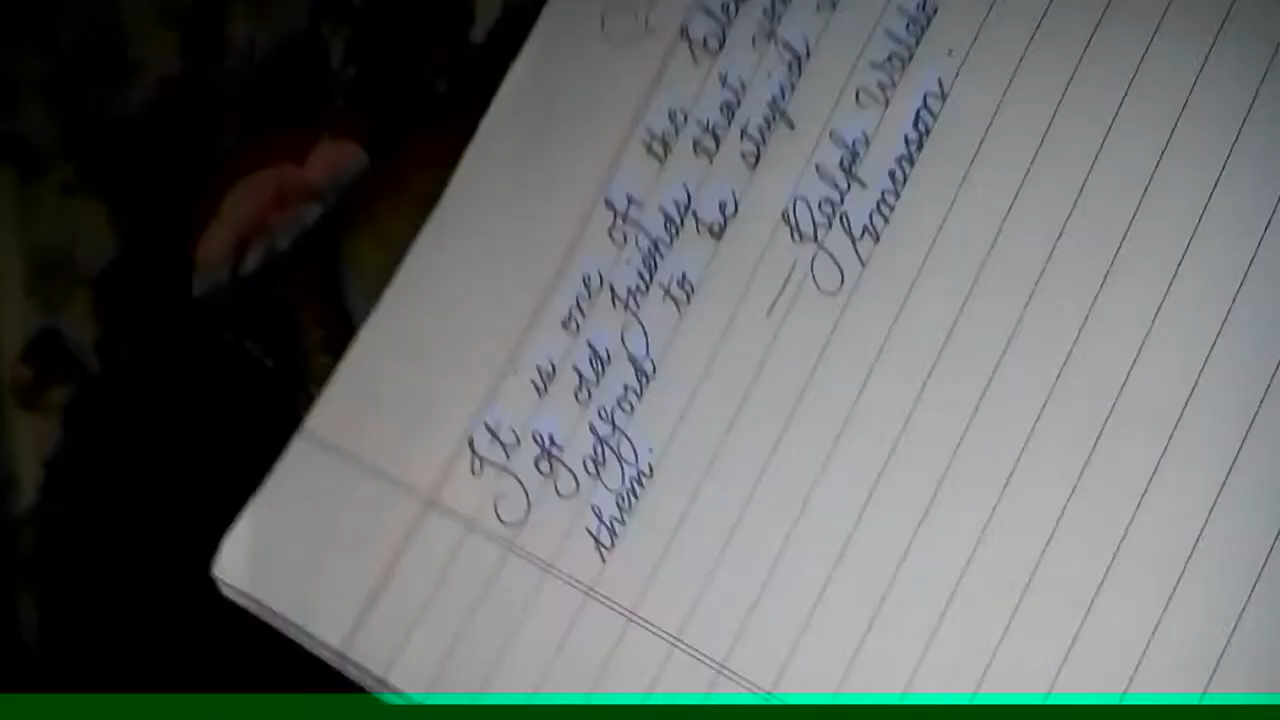 It is one of the
of old friends that
afford to be stupid
them.
— Ralph Waldo
Emerson.